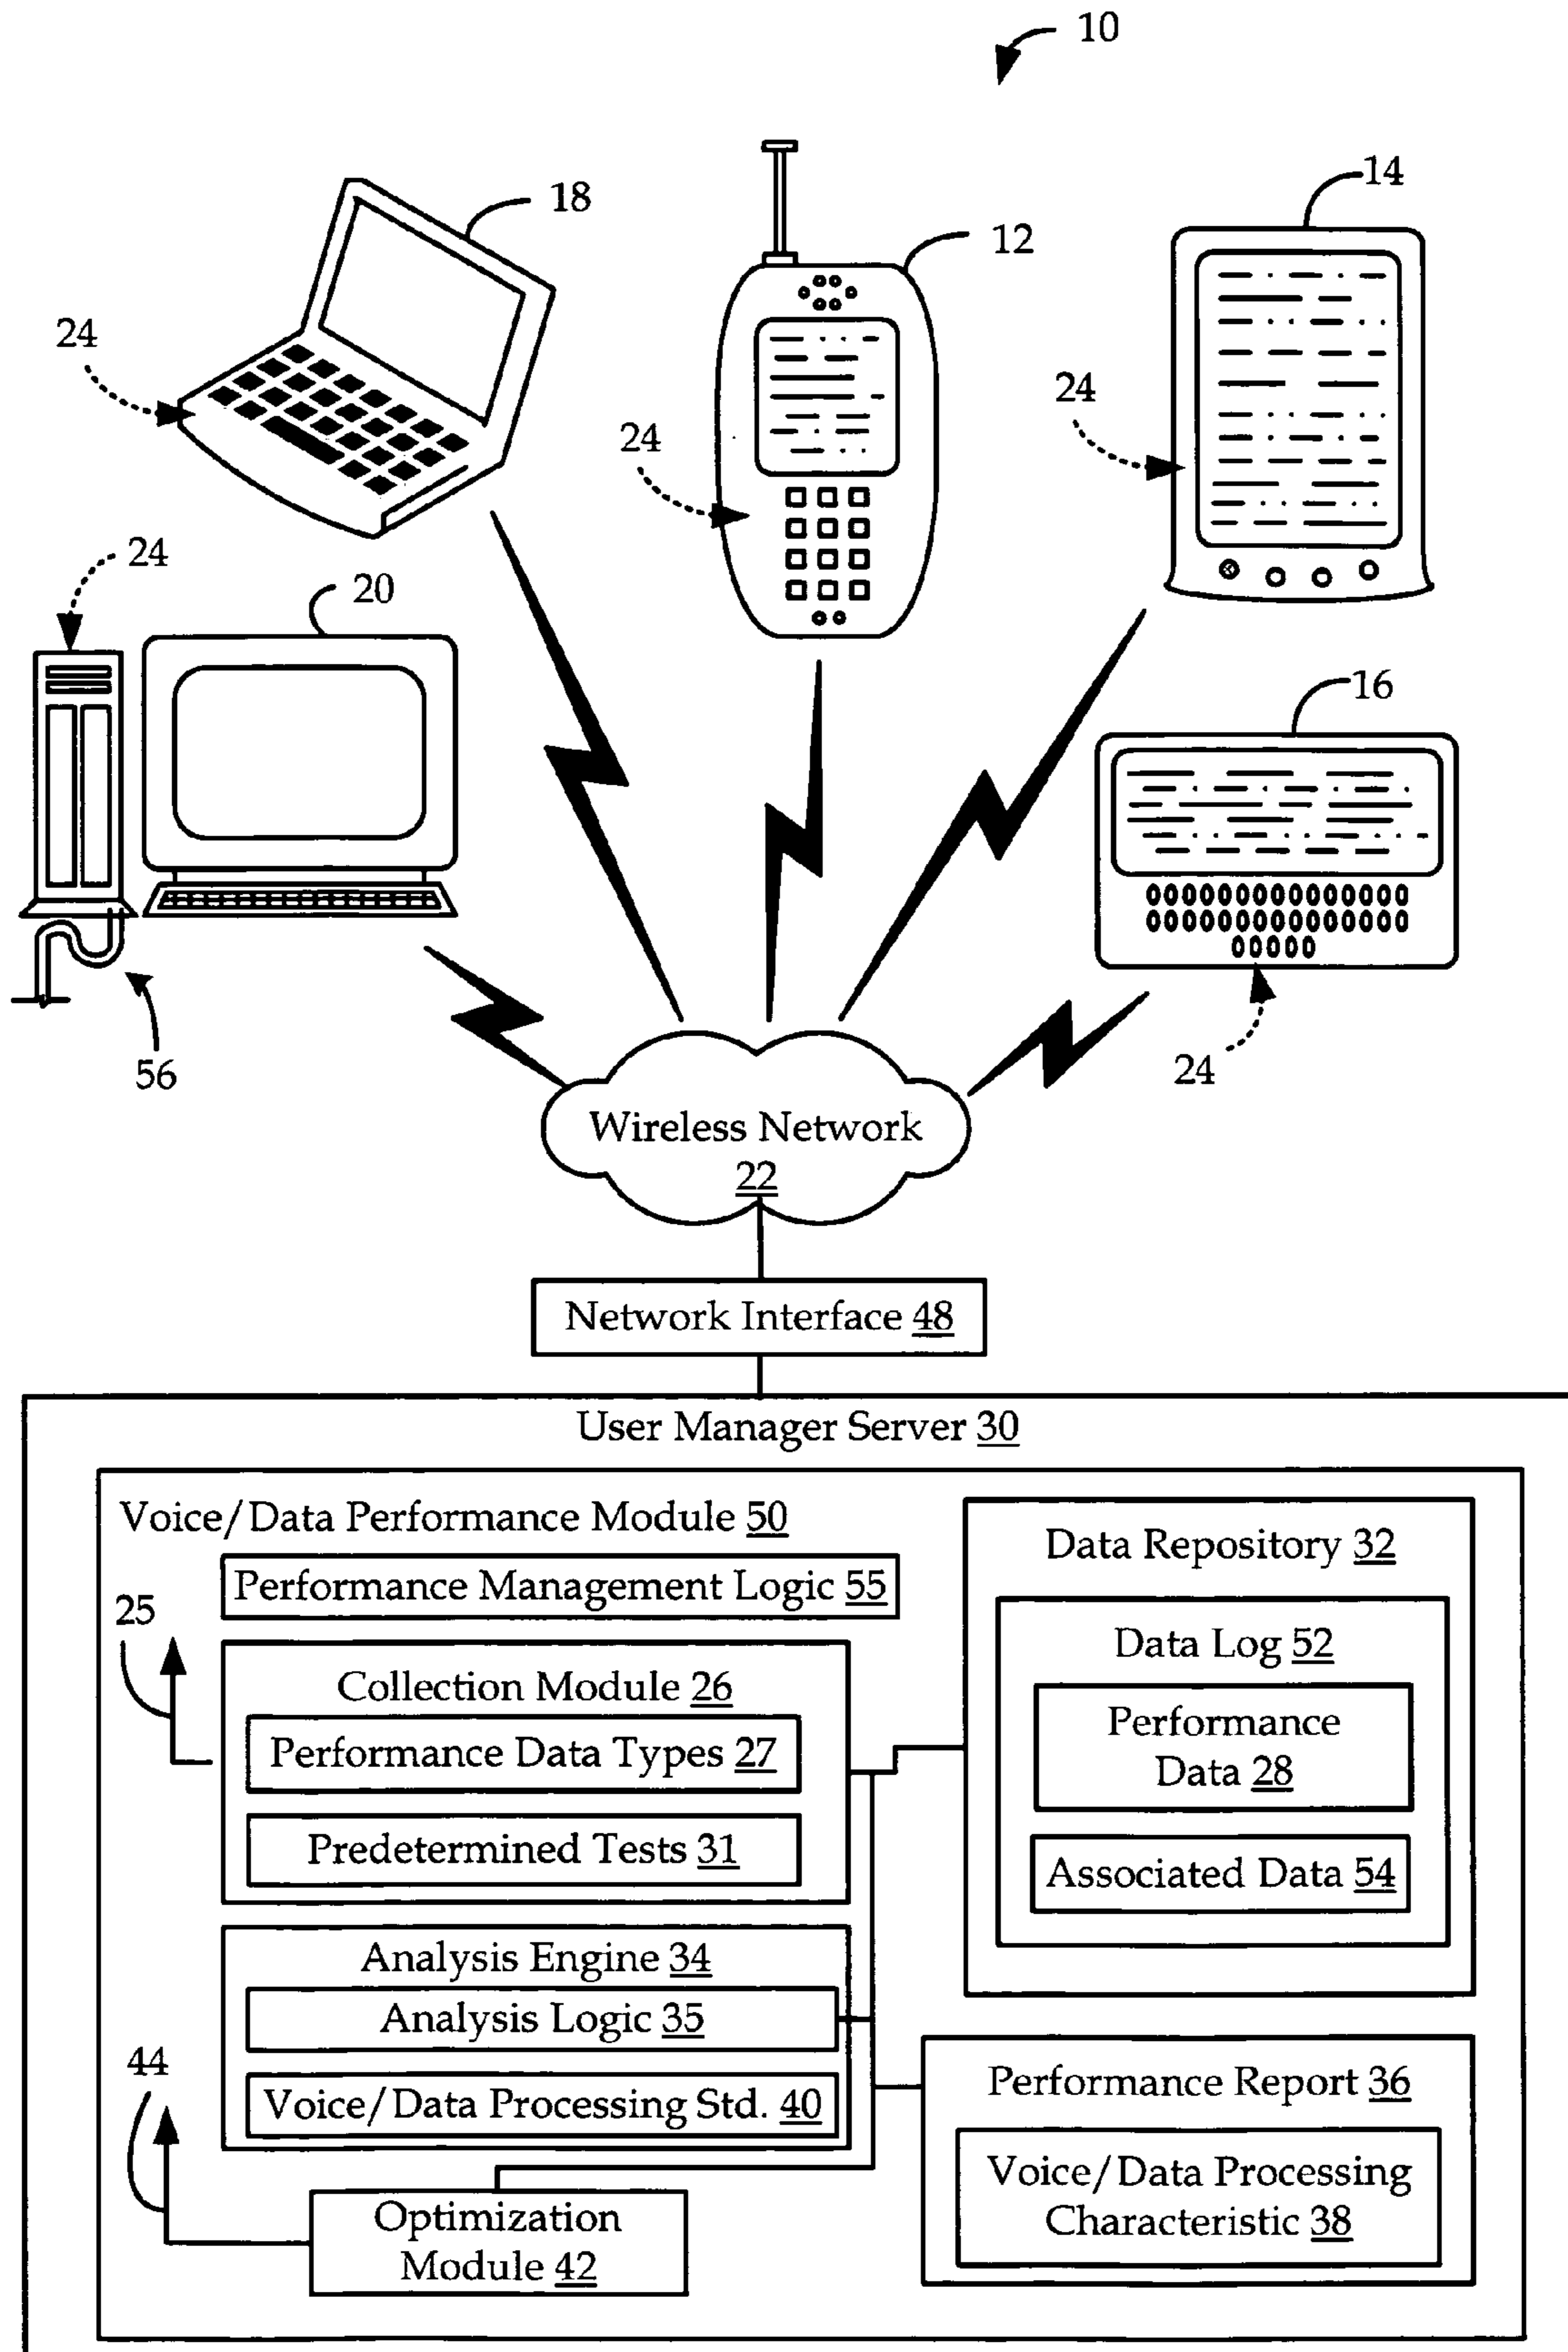 10
18
12
14
24
24
24
24
20
16
56
24
Wireless Network
22
Network Interface 48
User Manager Server 30
Voice/Data Performance Module 50
Performance Management Logic 55
25
Collection Module 26
Performance Data Types 27
Predetermined Tests 31
Analysis Engine 34
Analysis Logic 35
Voice/Data Processing Std. 40
44
Optimization
Module 42
Data Repository 32
Data Log 52
Performance
Data 28
Associated Data 54
Performance Report 36
Voice/Data Processing
Characteristic 38